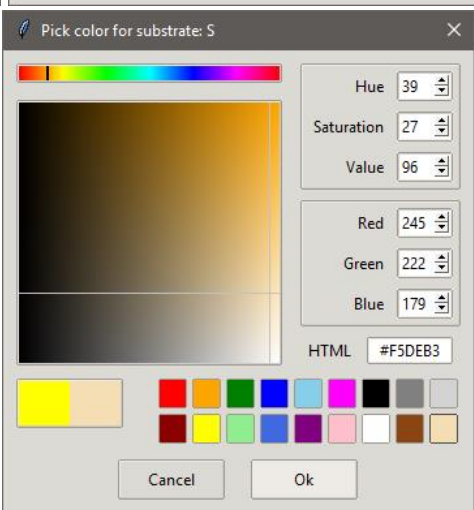 Pick color for substrate: S
Hue 39
Saturation 27
Value 96
Red 245
Green 222
Blue 179
HTML #F5DEB3
Cancel Ok